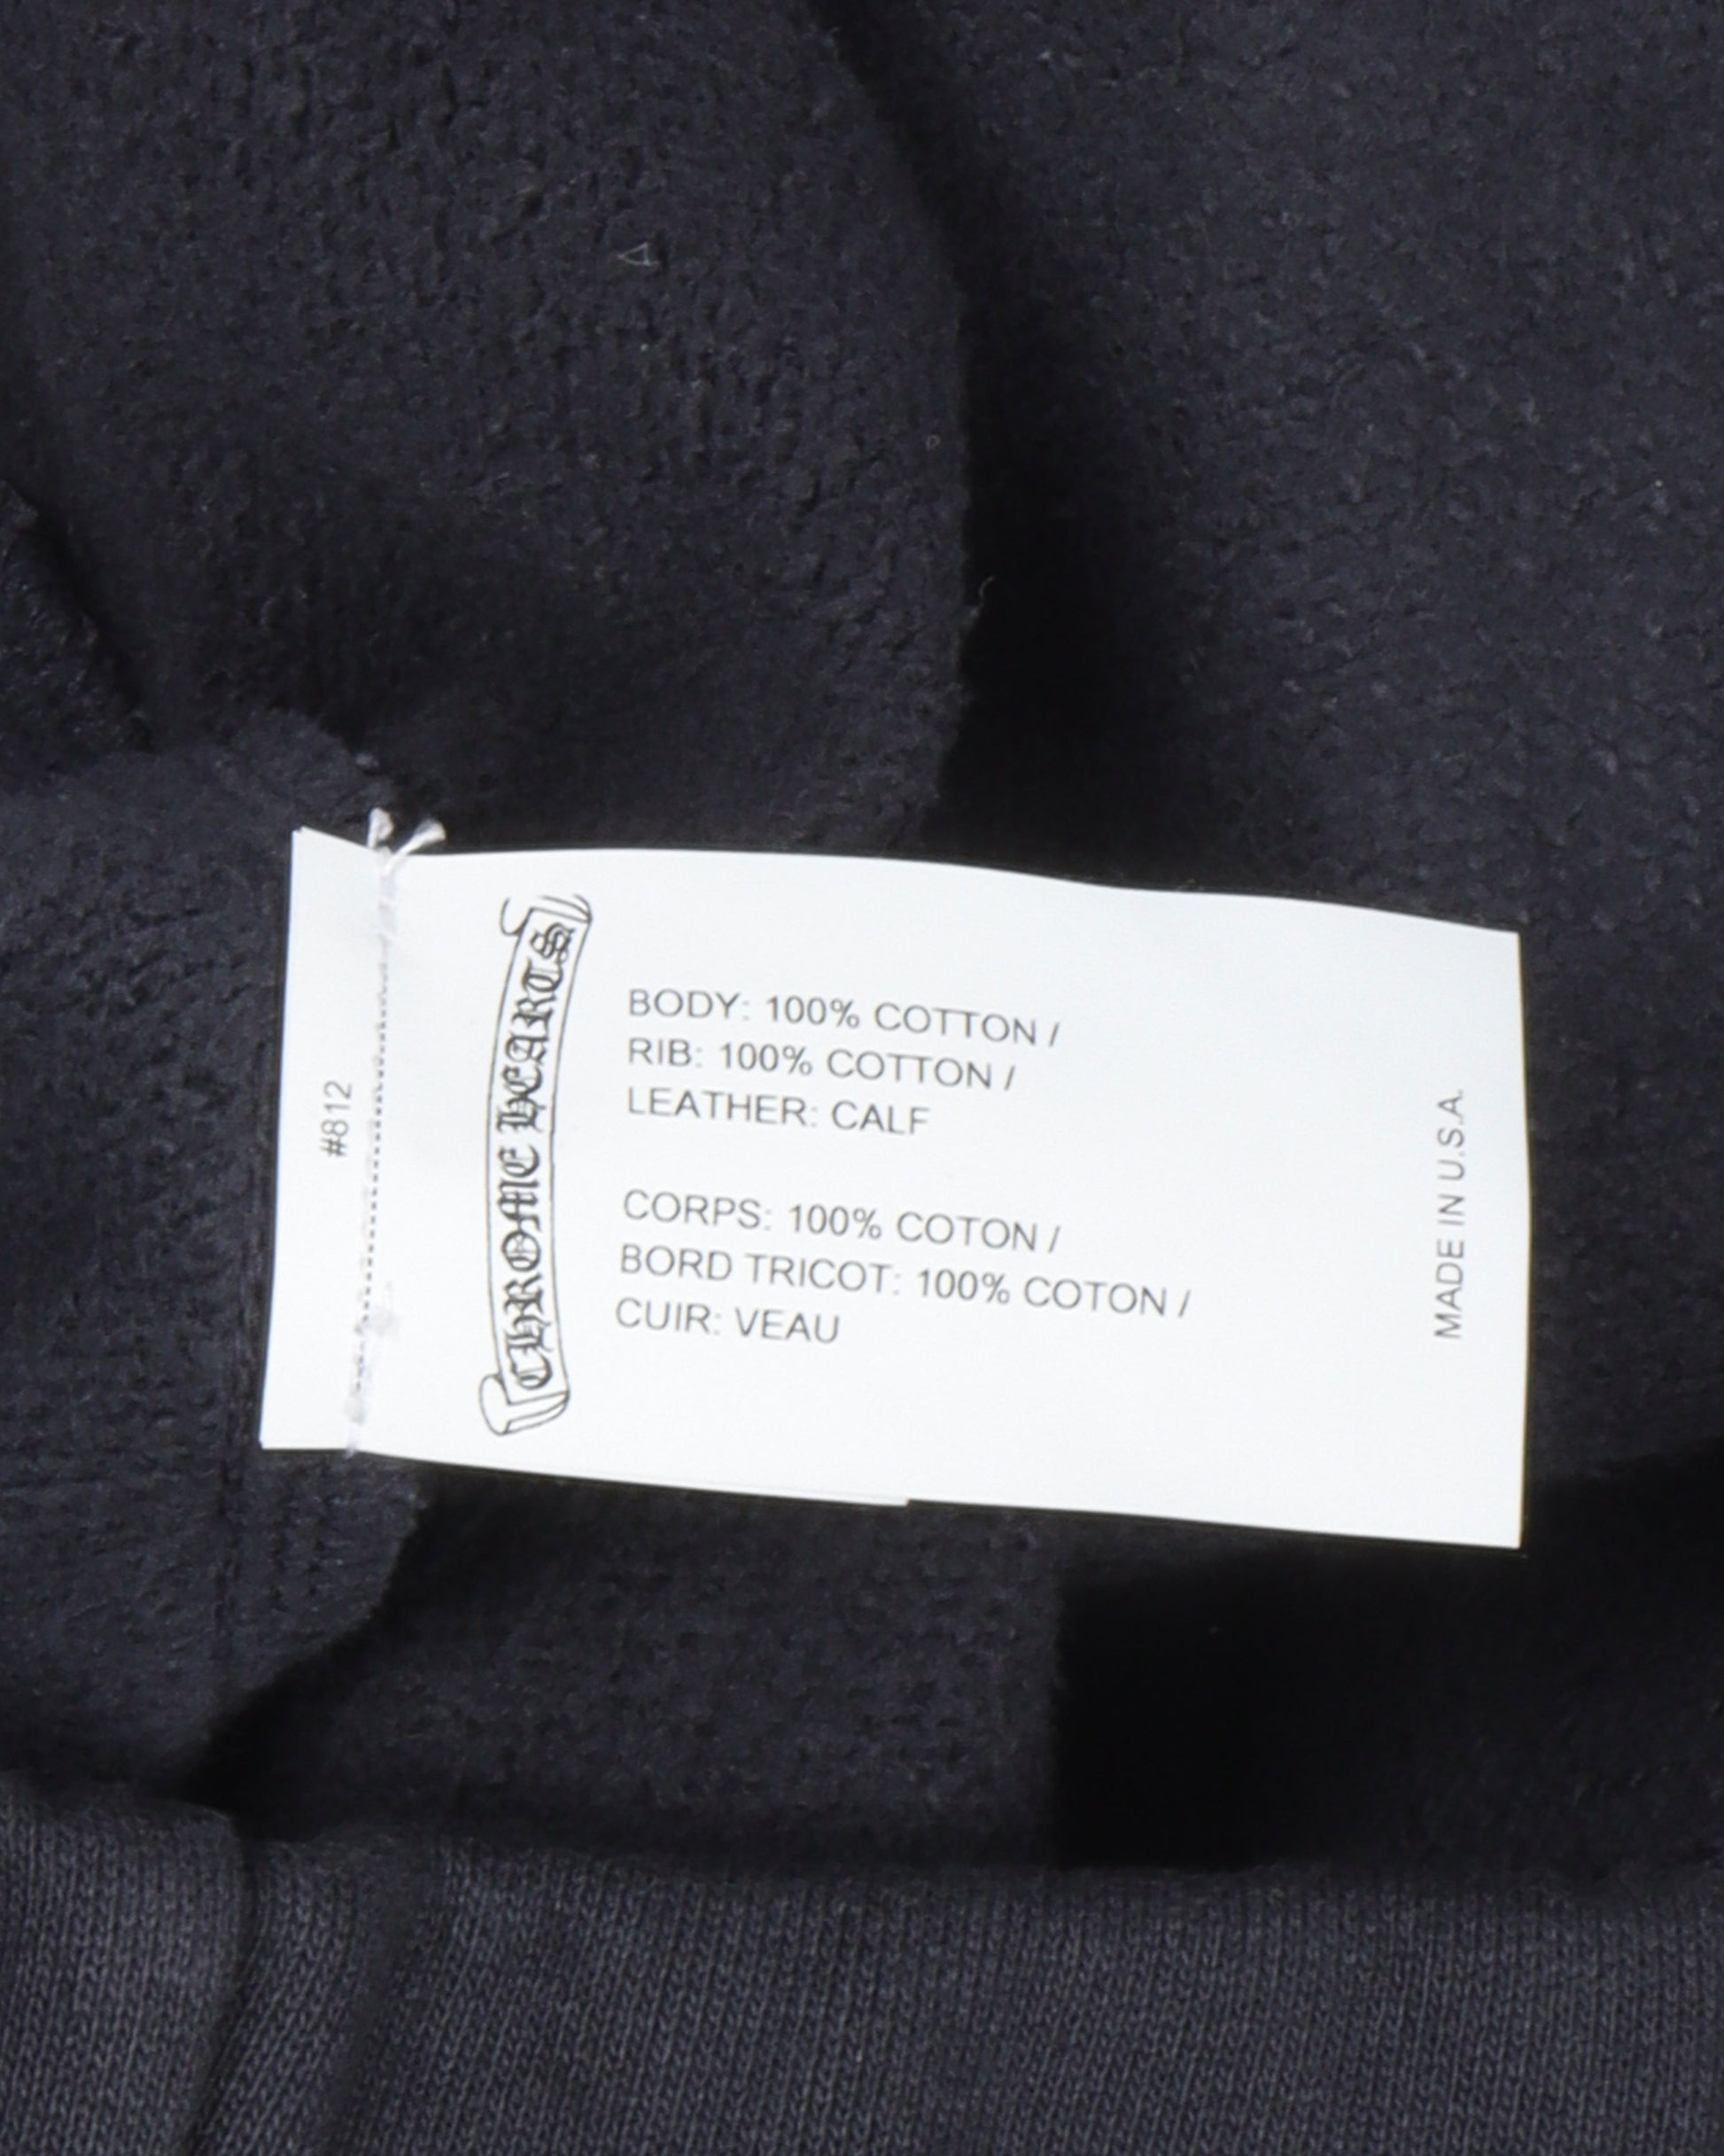 #812
CHROME HEARTS
BODY: 100% COTTON /
RIB: 100% COTTON /
LEATHER: CALF
CORPS: 100% COTON /
BORD TRICOT: 100% COTON /
CUIR: VEAU
MADE IN U.S.A.